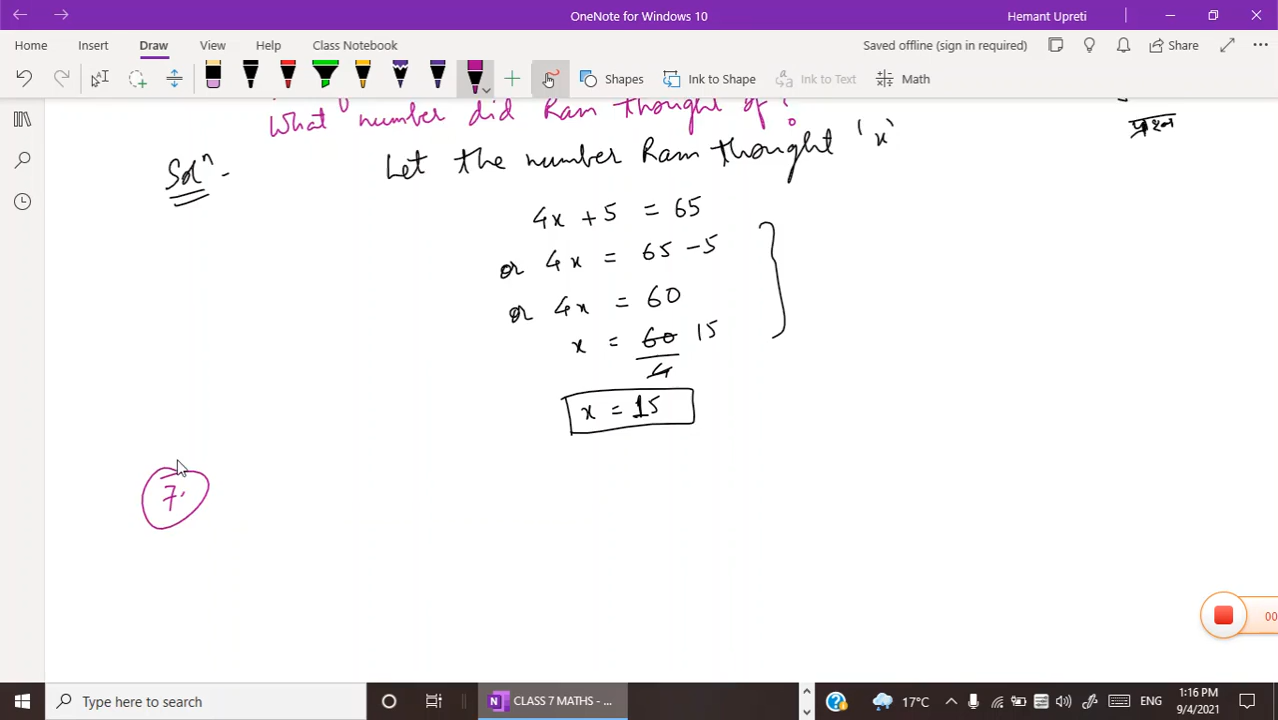 OneNote for Windows 10
Hemant Upreti
Home Insert Draw View Help Class Notebook
Saved offline (sign in required)
Share
Shapes
Ink to Shape
Ink to Text
Math
What number did Ram thought of?
Solⁿ - Let the number Ram thought 'x'
4x + 5 = 65
or 4x = 65 - 5
or 4x = 60
x = 60/4 15
x = 15
7.
00
Type here to search
CLASS 7 MATHS - ...
17°C
ENG
1:16 PM
9/4/2021